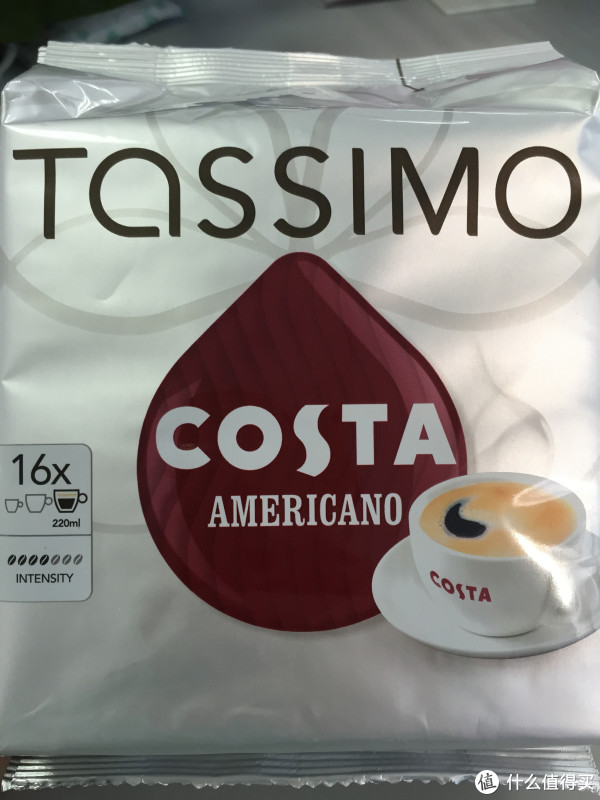 TASSIMO
COSTA
AMERICANO
16x
220ml
INTENSITY
COSTA
值 什么值得买